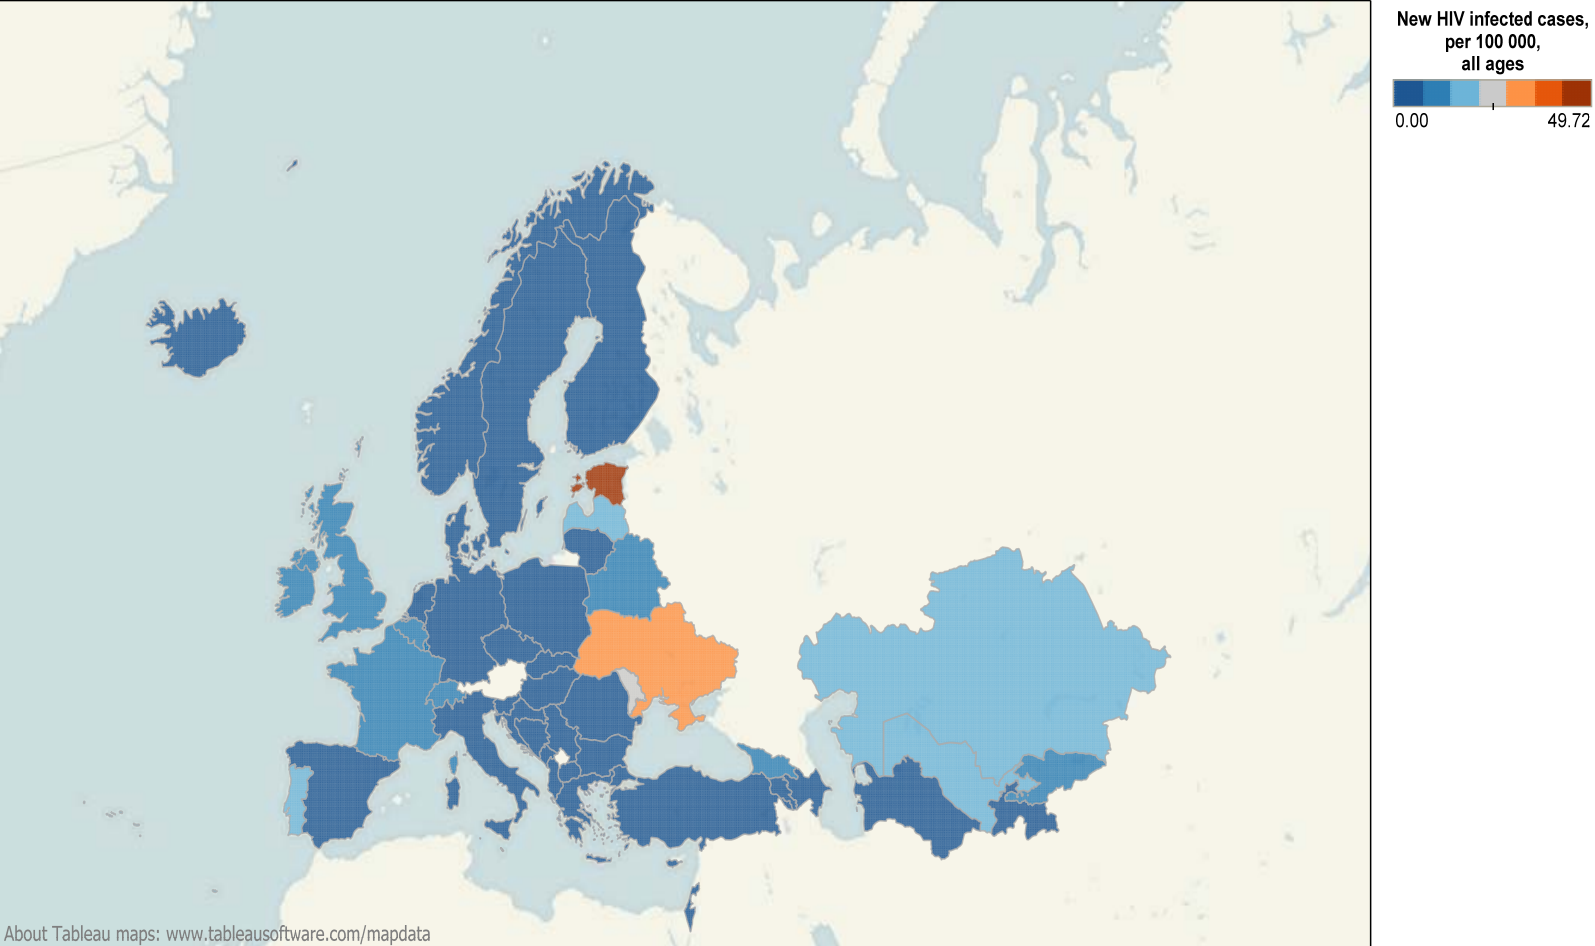 New HIV infected cases,
per 100 000,
all ages
0.00 49.72
About Tableau maps: www.tableausoftware.com/mapdata